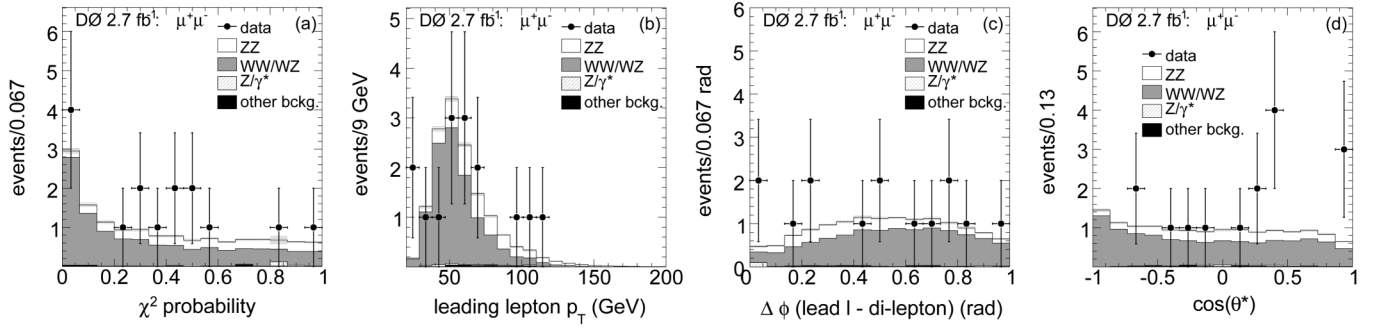 DØ 2.7 fb⁻¹: μ⁺μ⁻ (a)
data
ZZ
WW/WZ
Z/γ*
other bckg.
events/0.067
6
5
4
3
2
1
0
0 0.2 0.4 0.6 0.8 1
χ² probability
DØ 2.7 fb⁻¹: μ⁺μ⁻ (b)
data
ZZ
WW/WZ
Z/γ*
other bckg.
events/9 GeV
5
4
3
2
1
50 100 150 200
leading lepton p_T (GeV)
DØ 2.7 fb⁻¹: μ⁺μ⁻ (c)
data
ZZ
WW/WZ
Z/γ*
other bckg.
events/0.067 rad
6
5
4
3
2
1
0
0 0.2 0.4 0.6 0.8 1
Δ φ (lead l - di-lepton) (rad)
DØ 2.7 fb⁻¹: μ⁺μ⁻ (d)
data
ZZ
WW/WZ
Z/γ*
other bckg.
events/0.13
6
5
4
3
2
1
0
-1 -0.5 0 0.5 1
cos(θ*)